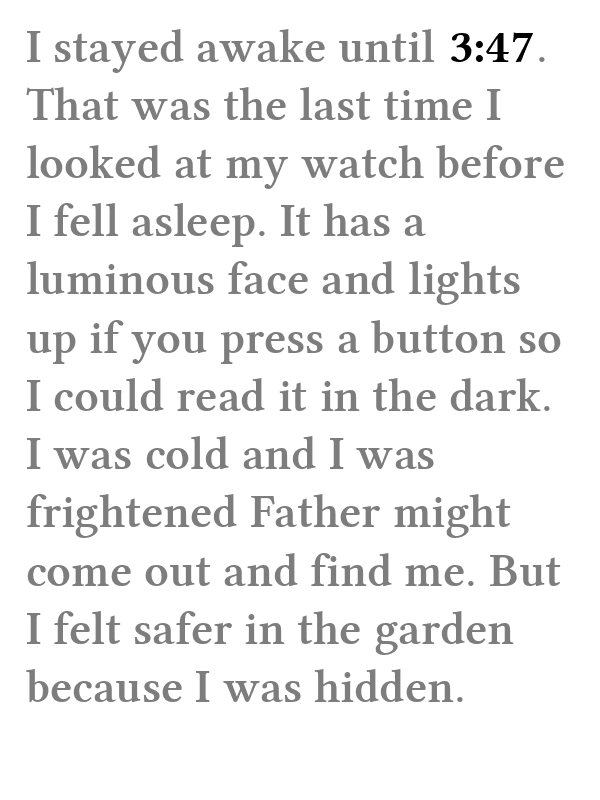 I stayed awake until 3:47.
That was the last time I
looked at my watch before
I fell asleep. It has a
luminous face and lights
up if you press a button so
I could read it in the dark.
I was cold and I was
frightened Father might
come out and find me. But
I felt safer in the garden
because I was hidden.